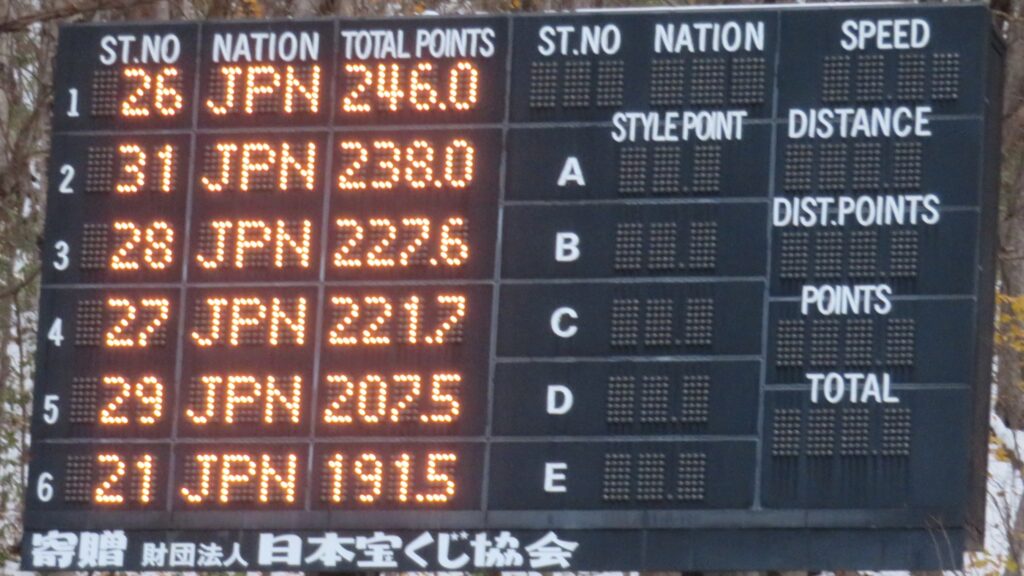 ST.NO NATION TOTAL POINTS
1 26 JPN 246.0
2 31 JPN 238.0
3 28 JPN 227.6
4 27 JPN 221.7
5 29 JPN 207.5
6 21 JPN 191.5
ST.NO NATION SPEED
STYLE POINT DISTANCE
A
DIST.POINTS
B
POINTS
C
TOTAL
D
E
寄贈 財団法人 日本宝くじ協会